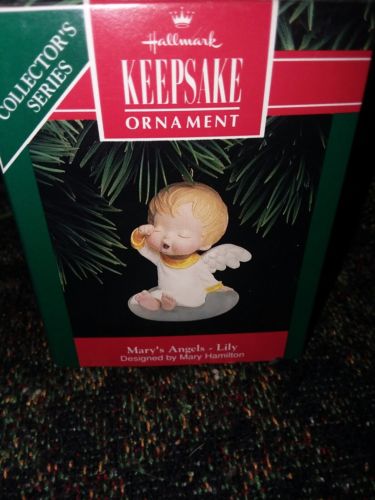 COLLECTOR'S
SERIES
Hallmark
KEEPSAKE
ORNAMENT
Mary's Angels - Lily
Designed by Mary Hamilton